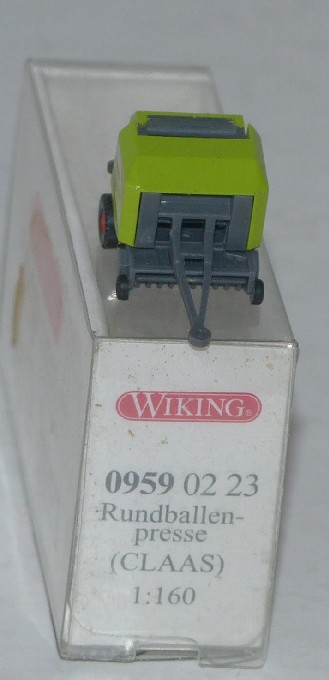 WIKING®
0959 02 23
Rundballen-
presse
(CLAAS)
1:160